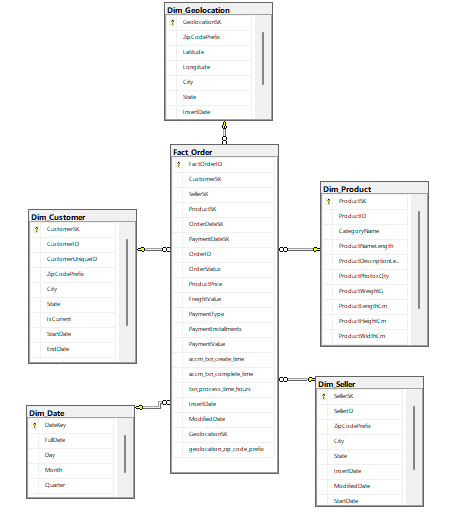 Dim_Geolocation
GeolocationSK
ZipCodePrefix
Latitude
Longitude
City
State
InsertDate
Fact_Order
FactOrderID
CustomerSK
SellerSK
ProductSK
OrderDateSK
PaymentDateSK
OrderID
OrderStatus
ProductPrice
FreightValue
PaymentType
PaymentInstallments
PaymentValue
accm_txn_create_time
accm_txn_complete_time
txn_process_time_hours
InsertDate
ModifiedDate
GeolocationSK
geolocation_zip_code_prefix
Dim_Product
ProductSK
ProductID
CategoryName
ProductNameLength
ProductDescriptionLe...
ProductPhotosQty
ProductWeightG
ProductLengthCm
ProductHeightCm
ProductWidthCm
Dim_Customer
CustomerSK
CustomerID
CustomerUniqueID
ZipCodePrefix
City
State
IsCurrent
StartDate
EndDate
Dim_Seller
SellerSK
SellerID
ZipCodePrefix
City
State
InsertDate
ModifiedDate
StartDate
Dim_Date
DateKey
FullDate
Day
Month
Quarter